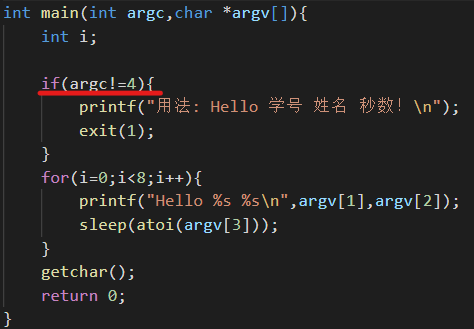 int main(int argc,char *argv[]){
    int i;

    if(argc!=4){
        printf("用法: Hello 学号 姓名 秒数! \n");
        exit(1);
    }
    for(i=0;i<8;i++){
        printf("Hello %s %s\n",argv[1],argv[2]);
        sleep(atoi(argv[3]));
    }
    getchar();
    return 0;
}